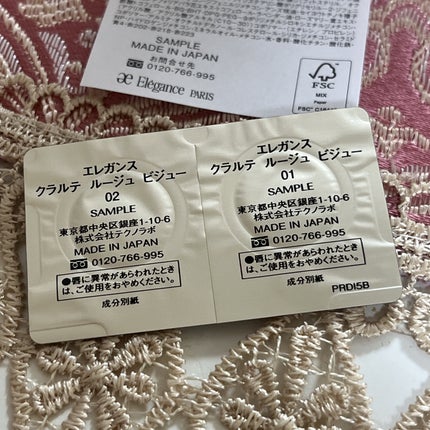 SAMPLE
MADE IN JAPAN
お問合せ先
0120-766-995
Elégance PARIS
FSC
MIX
Paper
エレガンス
クラルテ ルージュ ビジュー
02
SAMPLE
東京都中央区銀座1-10-6
株式会社テクノラボ
MADE IN JAPAN
0120-766-995
●唇に異常があらわれたとき
は、ご使用をおやめください。
成分別紙
エレガンス
クラルテ ルージュ ビジュー
01
SAMPLE
東京都中央区銀座1-10-6
株式会社テクノラボ
MADE IN JAPAN
0120-766-995
●唇に異常があらわれたとき
は、ご使用をおやめください。
成分別紙
PRDI5B